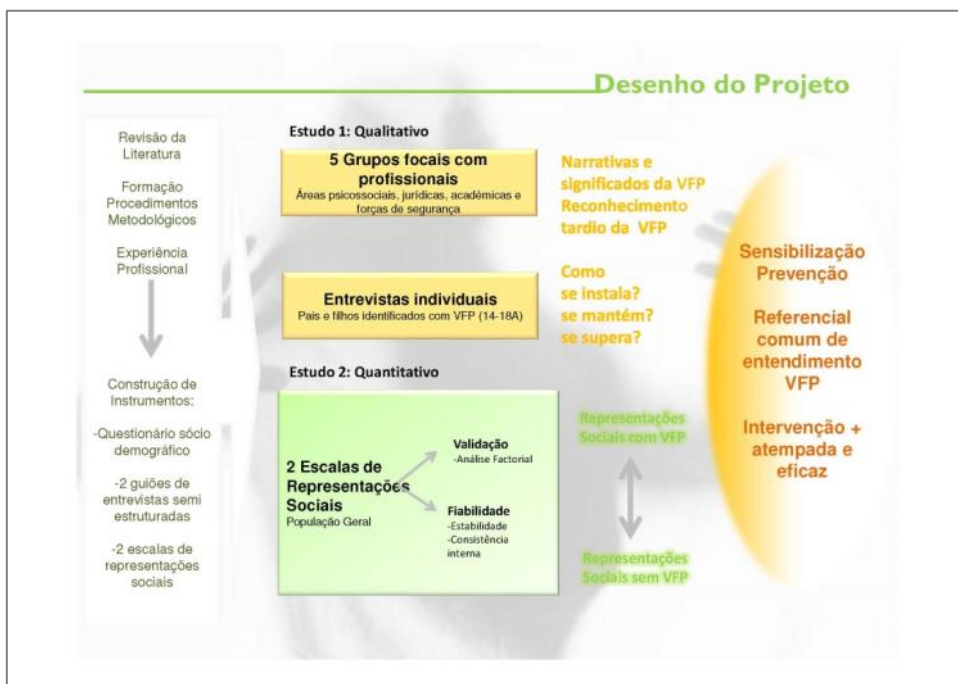 Desenho do Projeto
Revisão da
Literatura
Formação
Procedimentos
Metodológicos
Experiência
Profissional
Construção de
Instrumentos:
-Questionário sócio
demográfico
-2 guiões de
entrevistas semi
estruturadas
-2 escalas de
representações
sociais
Estudo 1: Qualitativo
5 Grupos focais com
profissionais
Áreas psicossociais, jurídicas, académicas e
forças de segurança
Narrativas e
significados da VFP
Reconhecimento
tardio da VFP
Entrevistas individuais
Pais e filhos identificados com VFP (14-18A)
Como
se instala?
se mantém?
se supera?
Estudo 2: Quantitativo
2 Escalas de
Representações
Sociais
População Geral
Validação
-Análise Factorial
Fiabilidade
-Estabilidade
-Consistência
interna
Representações
Sociais com VFP
Representações
Sociais sem VFP
Sensibilização
Prevenção
Referencial
comum de
entendimento
VFP
Intervenção +
atempada e
eficaz